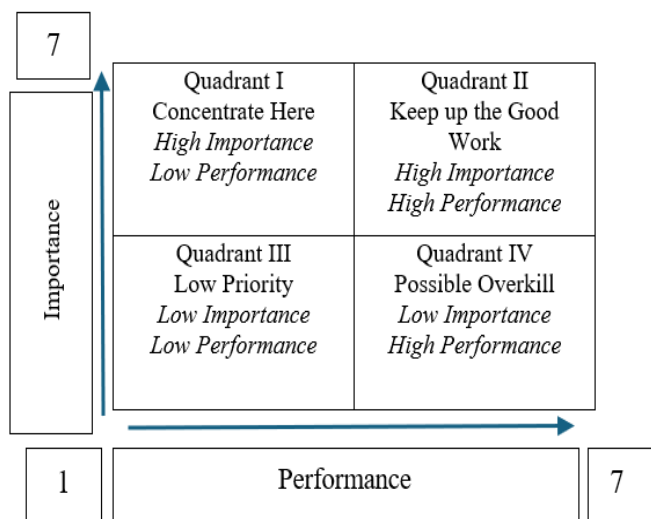 7
Quadrant I
Concentrate Here
High Importance
Low Performance
Quadrant II
Keep up the Good
Work
High Importance
High Performance
Importance
Quadrant III
Low Priority
Low Importance
Low Performance
Quadrant IV
Possible Overkill
Low Importance
High Performance
1
Performance
7